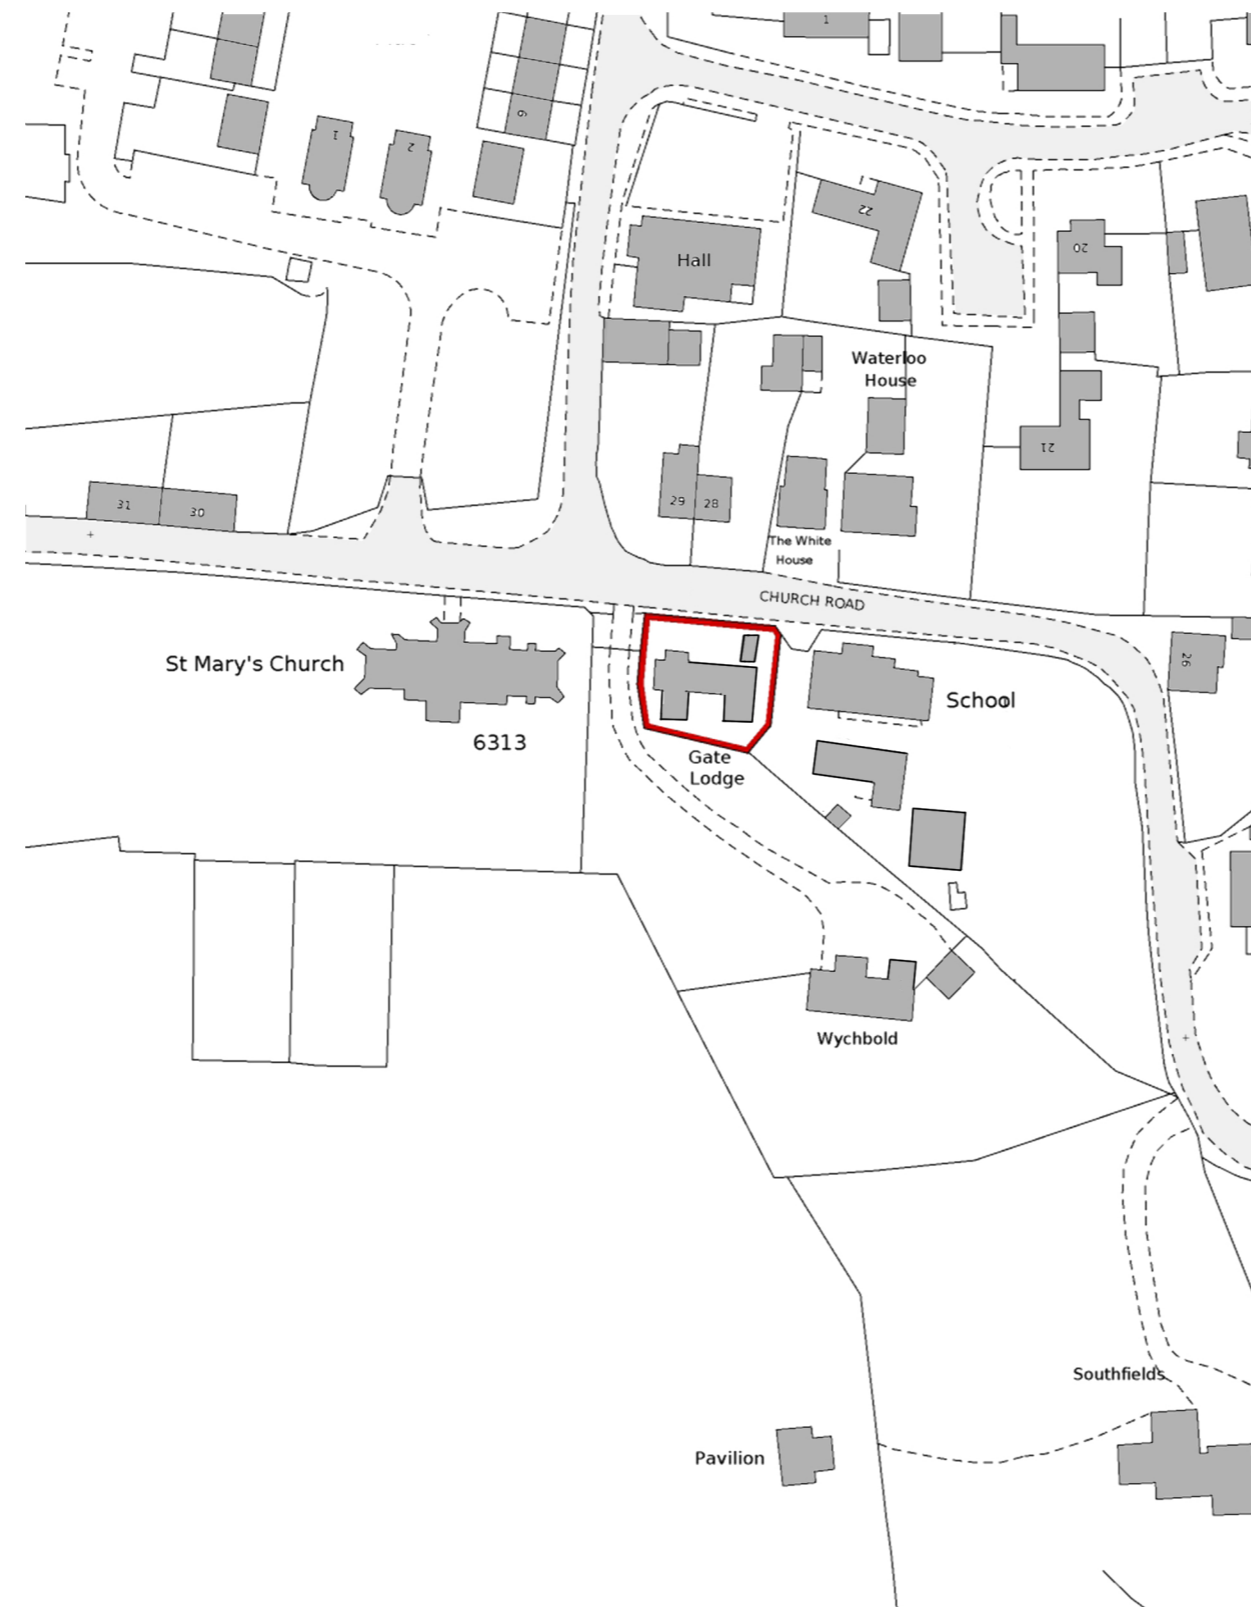 1
6
1
2
22
Hall
20
Waterloo
House
21
29
28
31
30
The White
House
CHURCH ROAD
St Mary's Church
26
School
6313
Gate
Lodge
Wychbold
Southfields
Pavilion